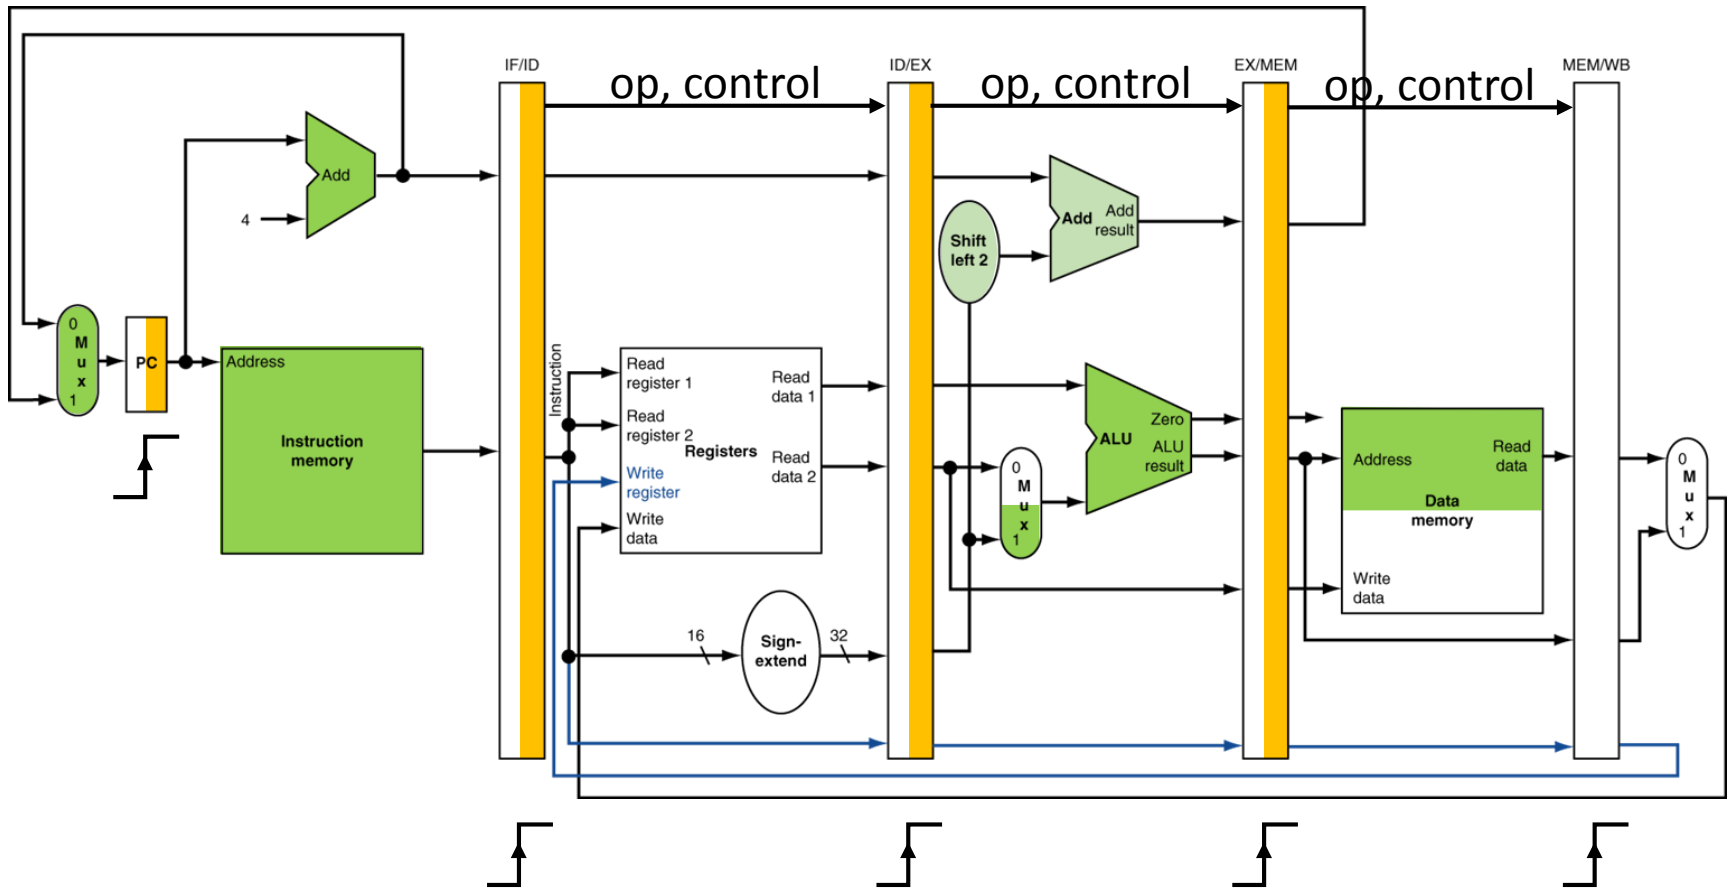 IF/ID
ID/EX
EX/MEM
MEM/WB
op, control
op, control
op, control
Add
4
Shift
left 2
Add
Add
result
0
M
u
x
1
PC
Address
Instruction
memory
Instruction
Read
register 1
Read
register 2
Registers
Write
register
Write
data
Read
data 1
Read
data 2
16
Sign-
extend
32
0
M
u
x
1
ALU
Zero
ALU
result
Address
Read
data
Data
memory
Write
data
0
M
u
x
1